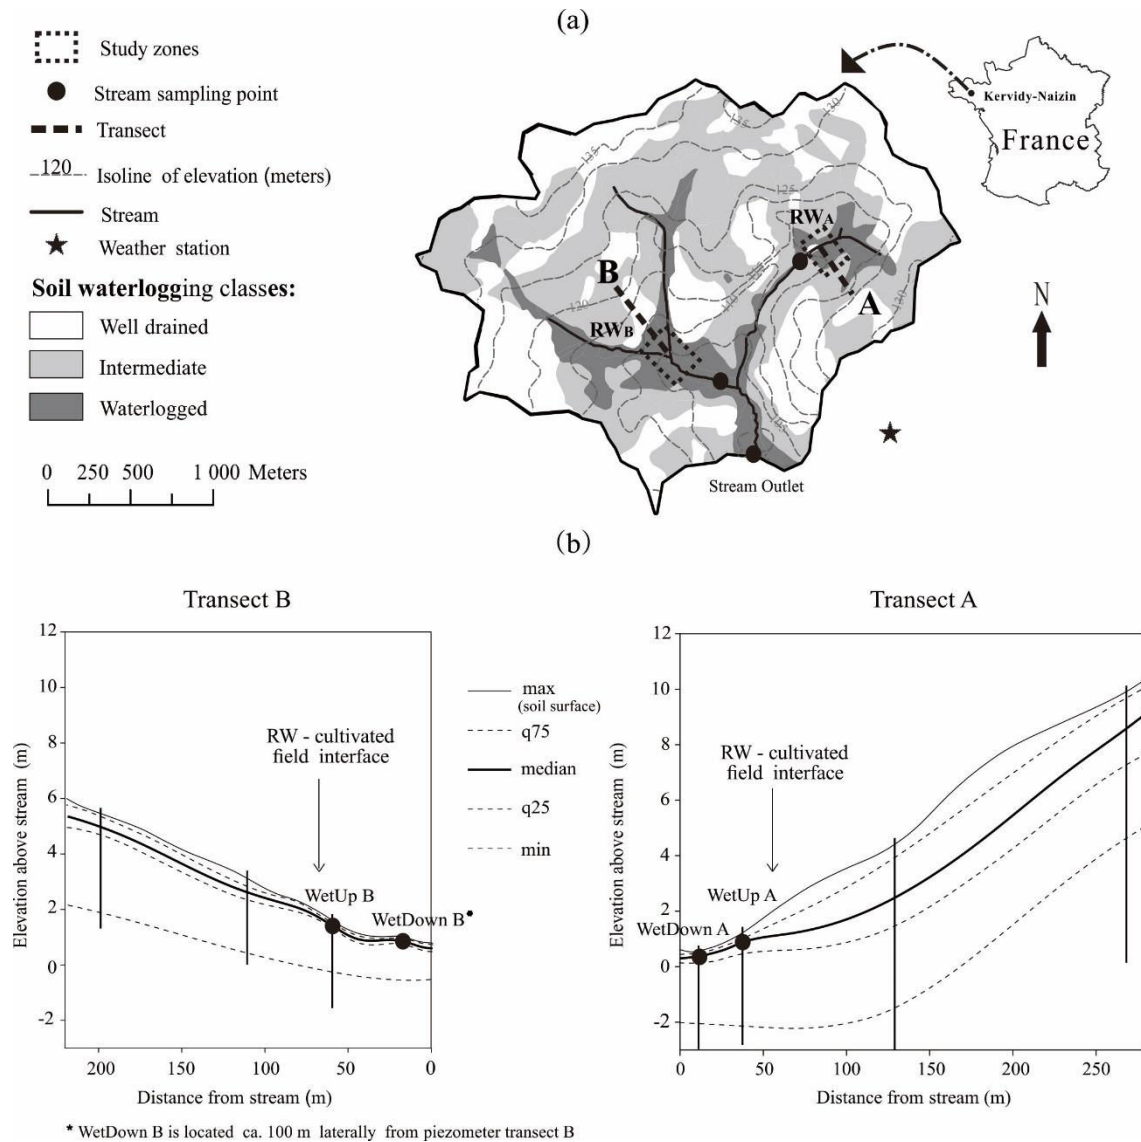 (a)
Study zones
Stream sampling point
Transect
120 Isoline of elevation (meters)
Stream
Weather station
Soil waterlogging classes:
Well drained
Intermediate
Waterlogged
0 250 500 1 000 Meters
Kervidy-Naizin
France
130
135
135
125
RWA
B
A
120
RWB
130
N
Stream Outlet
(b)
Transect B
12
10
8
6
4
2
0
-2
Elevation above stream (m)
RW - cultivated
field interface
WetUp B
WetDown B*
200 150 100 50 0
Distance from stream (m)
* WetDown B is located ca. 100 m laterally from piezometer transect B
max
(soil surface)
q75
median
q25
min
Transect A
12
10
8
6
4
2
0
-2
Elevation above stream (m)
RW - cultivated
field interface
WetUp A
WetDown A
0 50 100 150 200 250
Distance from stream (m)